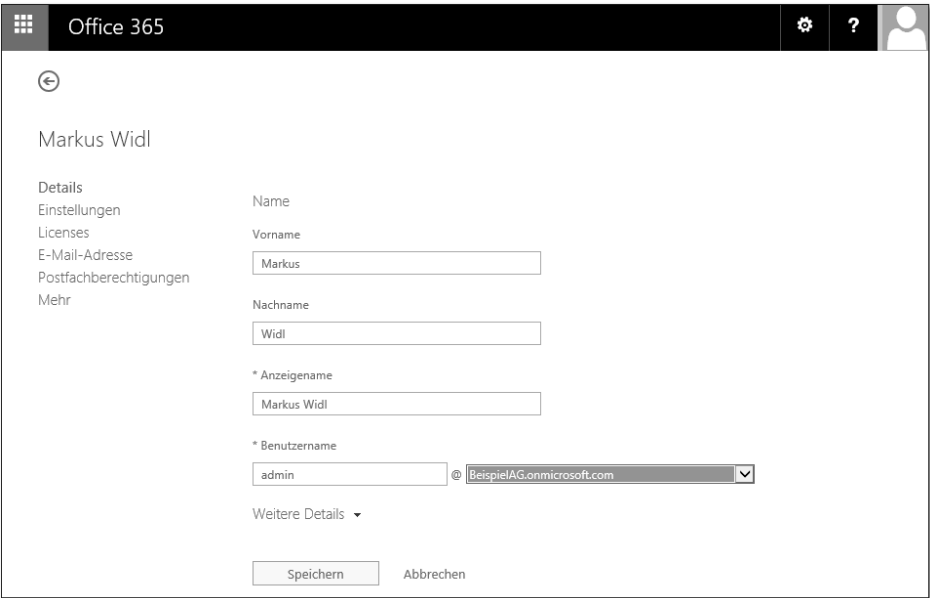 Office 365
?
Markus Widl
Details
Einstellungen
Licenses
E-Mail-Adresse
Postfachberechtigungen
Mehr
Name
Vorname
Markus
Nachname
Widl
* Anzeigename
Markus Widl
* Benutzername
admin @ BeispielAG.onmicrosoft.com
Weitere Details
Speichern Abbrechen